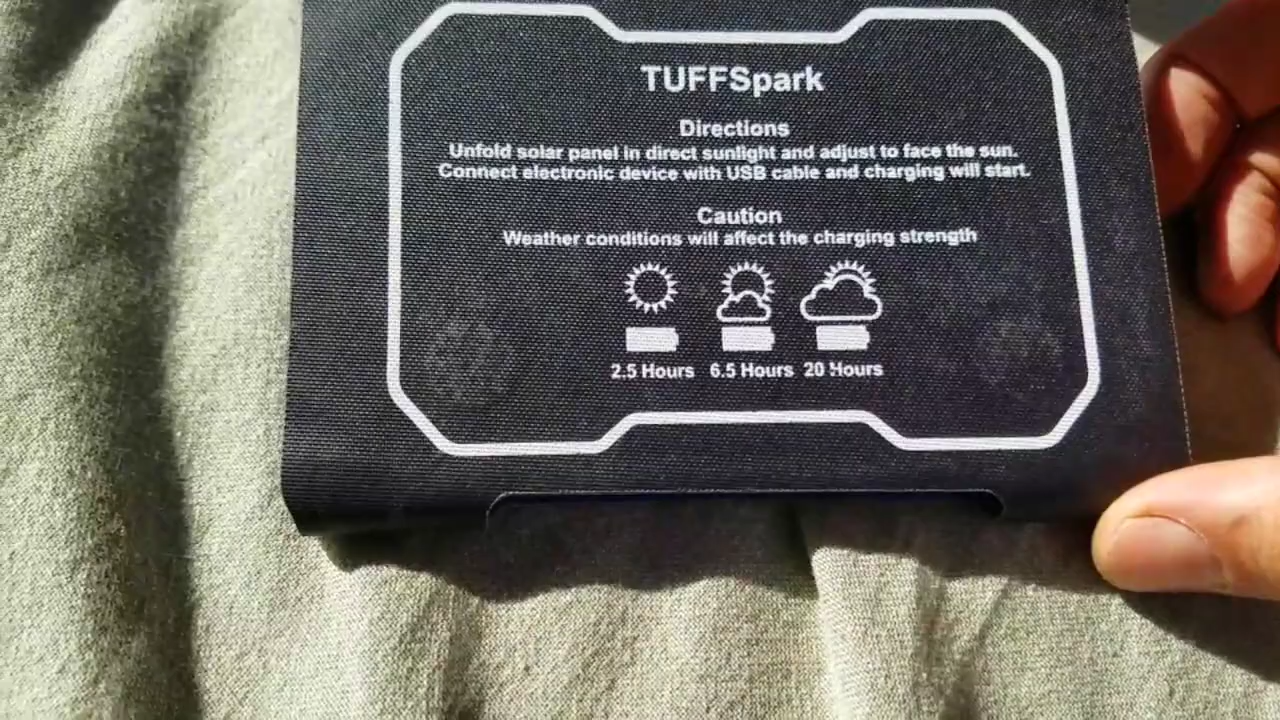 TUFFSpark
Directions
Unfold solar panel in direct sunlight and adjust to face the sun.
Connect electronic device with USB cable and charging will start.
Caution
Weather conditions will affect the charging strength
2.5 Hours 6.5 Hours 20 Hours